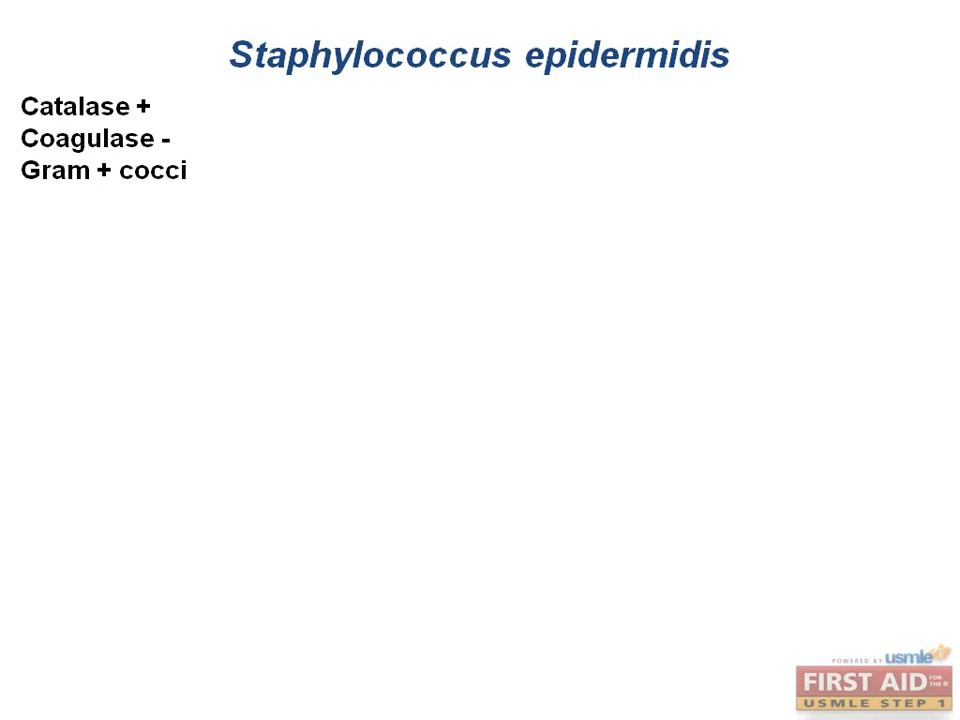 Staphylococcus epidermidis
Catalase +
Coagulase -
Gram + cocci
POWERED BY usmle
FIRST AID FOR THE ®
USMLE STEP 1